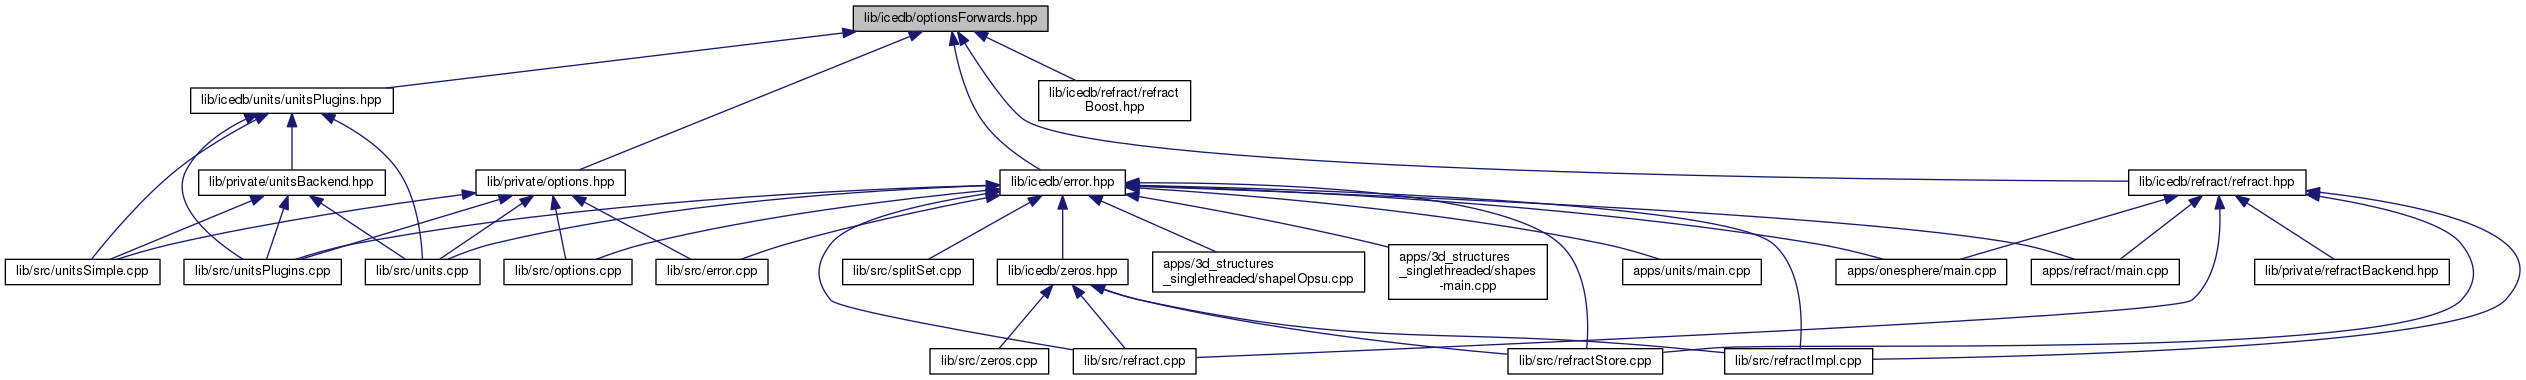 lib/icedb/optionsForwards.hpp
lib/icedb/units/unitsPlugins.hpp
lib/icedb/refract/refract
Boost.hpp
lib/private/unitsBackend.hpp
lib/private/options.hpp
lib/icedb/error.hpp
lib/icedb/refract/refract.hpp
lib/src/unitsSimple.cpp
lib/src/unitsPlugins.cpp
lib/src/units.cpp
lib/src/options.cpp
lib/src/error.cpp
lib/src/splitSet.cpp
lib/icedb/zeros.hpp
apps/3d_structures
_singlethreaded/shapeIOpsu.cpp
apps/3d_structures
_singlethreaded/shapes
-main.cpp
apps/units/main.cpp
apps/onesphere/main.cpp
apps/refract/main.cpp
lib/private/refractBackend.hpp
lib/src/zeros.cpp
lib/src/refract.cpp
lib/src/refractStore.cpp
lib/src/refractImpl.cpp